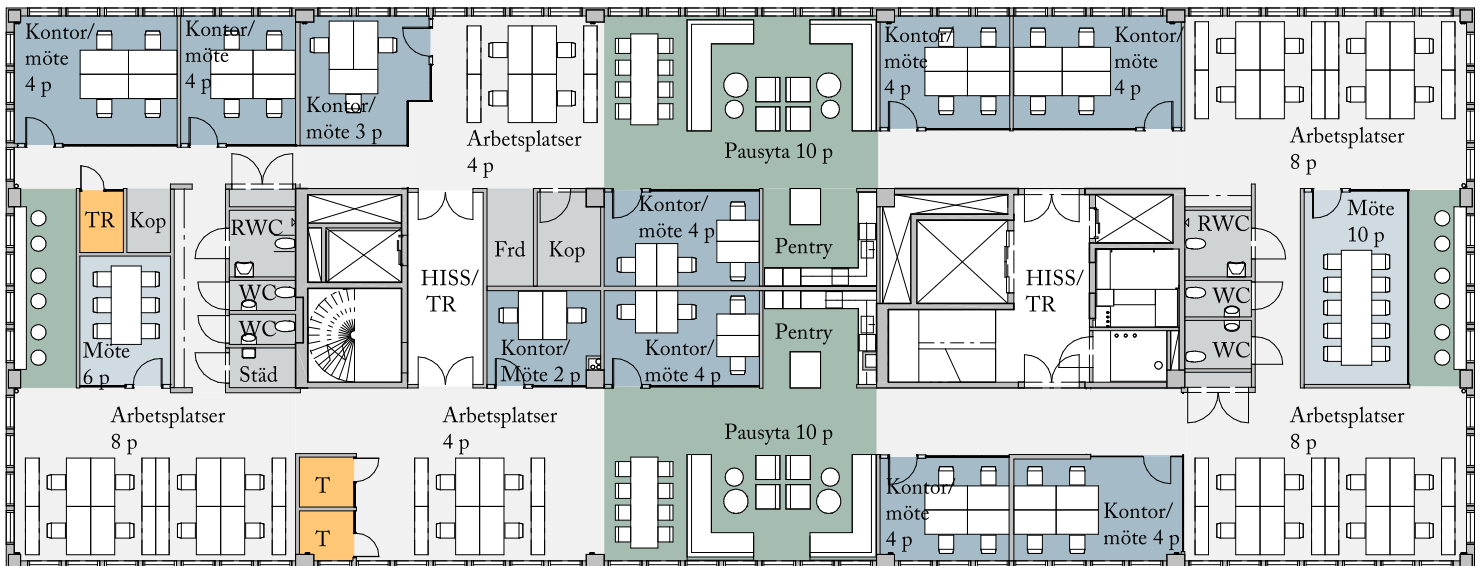 Kontor/
möte
4 p
Kontor/
möte
4 p
Kontor/
möte 3 p
Arbetsplatser
4 p
Pausyta 10 p
Kontor/
möte
4 p
Kontor/
möte
4 p
Arbetsplatser
8 p
TR
Kop
RWC
WC
WC
Städ
Möte
6 p
HISS/
TR
Frd
Kop
Kontor/
möte 4 p
Pentry
Kontor/
Möte 2 p
Kontor/
möte 4 p
Pentry
HISS/
TR
RWC
WC
WC
Möte
10 p
Arbetsplatser
8 p
Arbetsplatser
4 p
Pausyta 10 p
Arbetsplatser
8 p
T
T
Kontor/
möte
4 p
Kontor/
möte 4 p